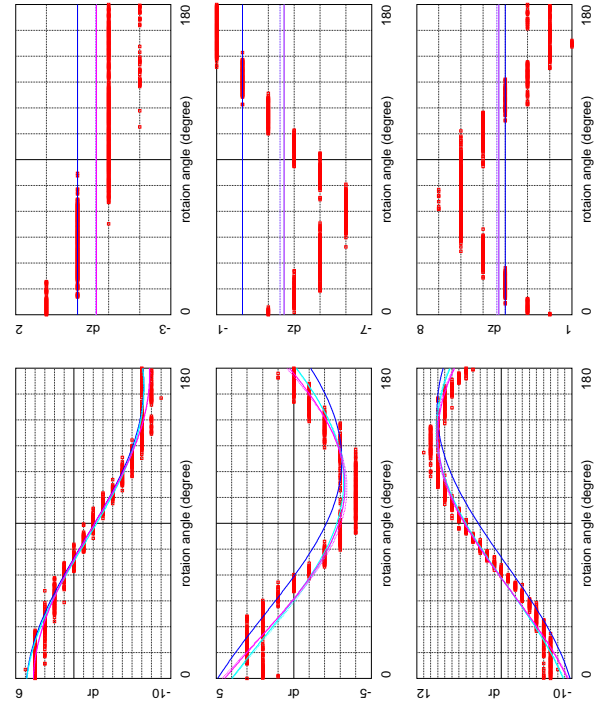 6
dr
-10
0 rotaion angle (degree) 180
2
dz
-3
0 rotaion angle (degree) 180
5
dr
-5
0 rotaion angle (degree) 180
-1
dz
-7
0 rotaion angle (degree) 180
12
dr
-10
0 rotaion angle (degree) 180
8
dz
1
0 rotaion angle (degree) 180